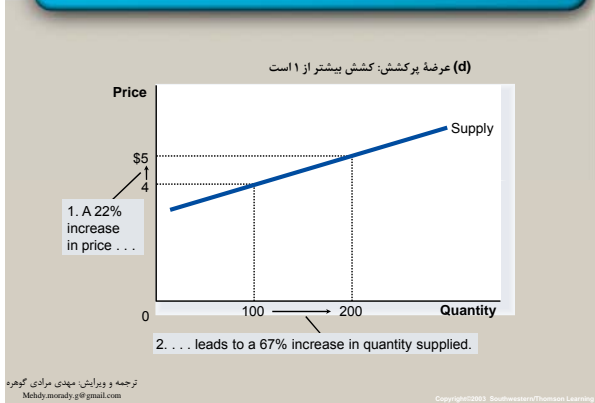 (d) عرضهٔ پرکشش: کشش بیشتر از ۱ است
Price
Supply
$5
4
1. A 22%
increase
in price . . .
0
100
200
Quantity
2. . . . leads to a 67% increase in quantity supplied.
ترجمه و ویرایش: مهدی مرادی گوهره
Mehdy.morady.g@gmail.com
Copyright©2003 Southwestern/Thomson Learning